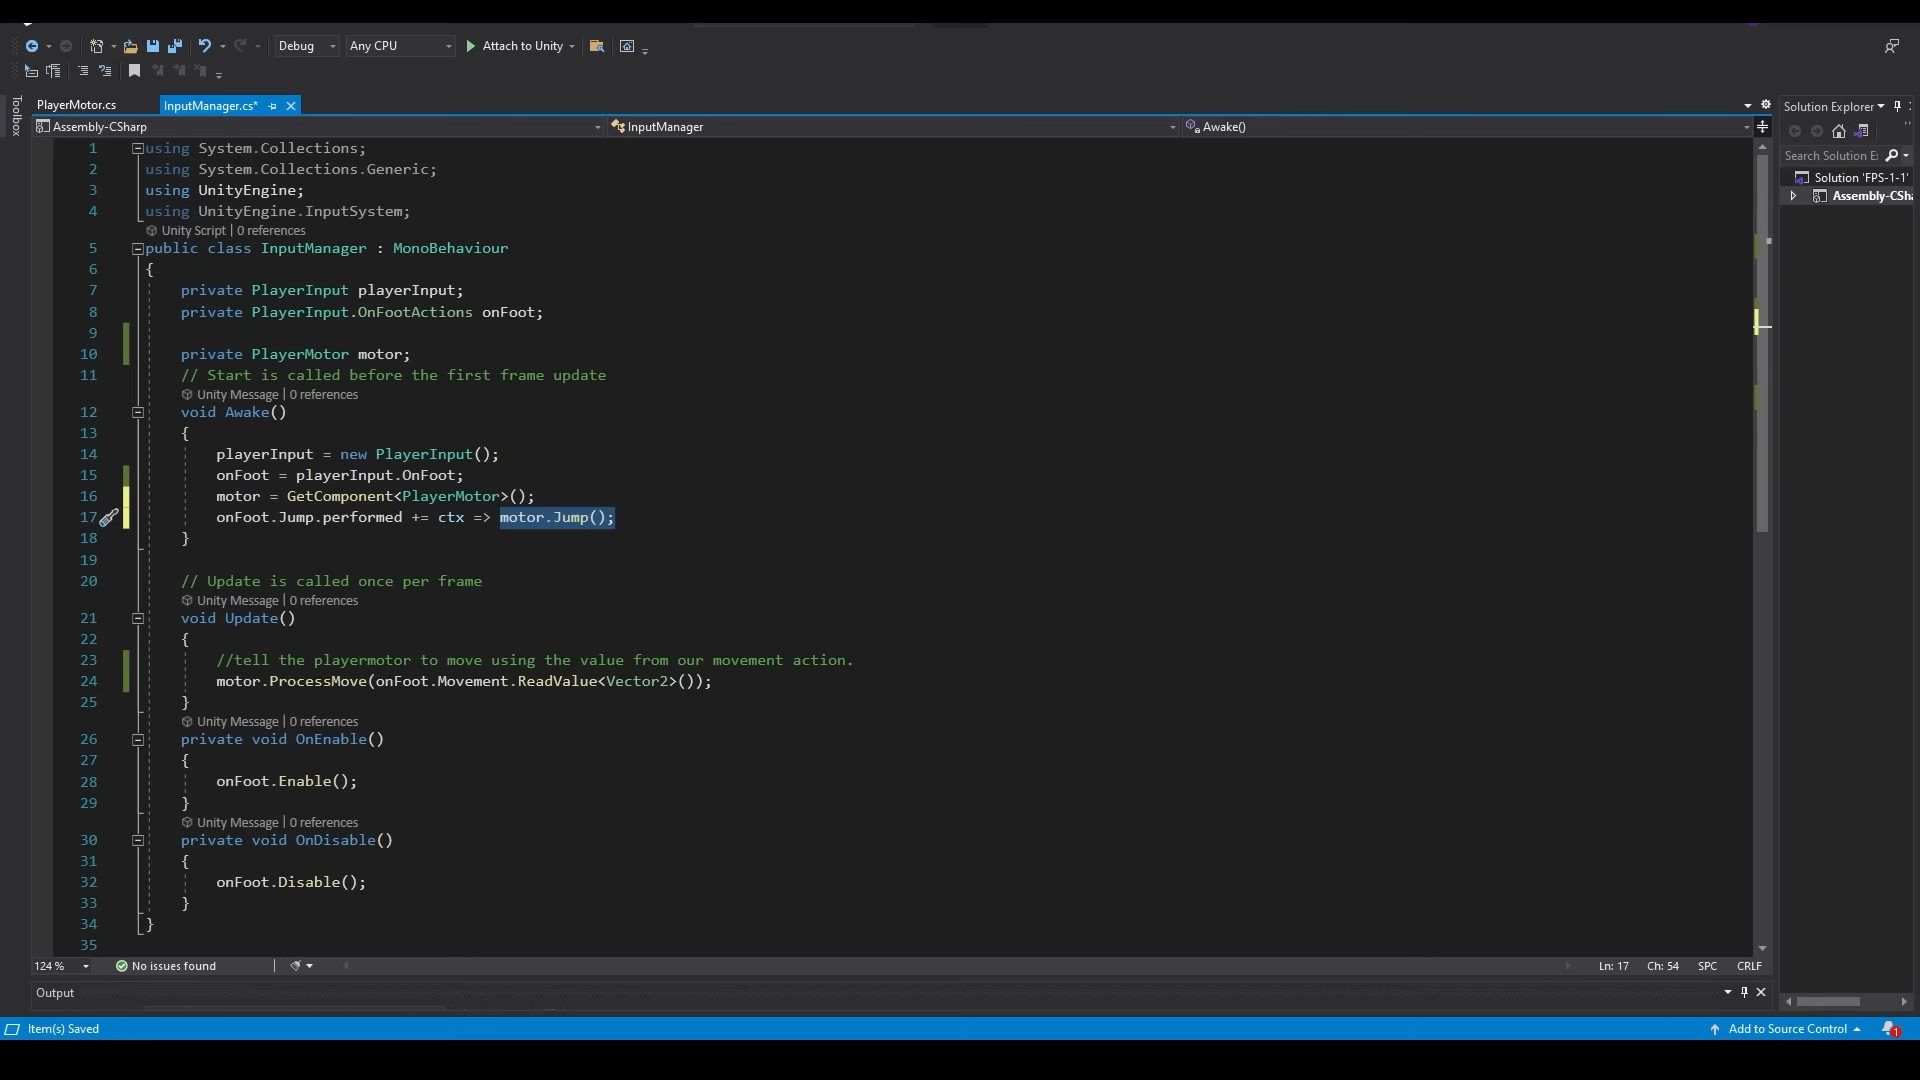 Debug Any CPU Attach to Unity
Toolbox
PlayerMotor.cs InputManager.cs*
Solution Explorer
Assembly-CSharp InputManager Awake()
Search Solution E
Solution 'FPS-1-1'
Assembly-CSha
1 using System.Collections;
2 using System.Collections.Generic;
3 using UnityEngine;
4 using UnityEngine.InputSystem;
Unity Script | 0 references
5 public class InputManager : MonoBehaviour
6 {
7 private PlayerInput playerInput;
8 private PlayerInput.OnFootActions onFoot;
9
10 private PlayerMotor motor;
11 // Start is called before the first frame update
Unity Message | 0 references
12 void Awake()
13 {
14 playerInput = new PlayerInput();
15 onFoot = playerInput.OnFoot;
16 motor = GetComponent<PlayerMotor>();
17 onFoot.Jump.performed += ctx => motor.Jump();
18 }
19
20 // Update is called once per frame
Unity Message | 0 references
21 void Update()
22 {
23 //tell the playermotor to move using the value from our movement action.
24 motor.ProcessMove(onFoot.Movement.ReadValue<Vector2>());
25 }
Unity Message | 0 references
26 private void OnEnable()
27 {
28 onFoot.Enable();
29 }
Unity Message | 0 references
30 private void OnDisable()
31 {
32 onFoot.Disable();
33 }
34 }
35
124 % No issues found Ln: 17 Ch: 54 SPC CRLF
Output
Item(s) Saved Add to Source Control 1